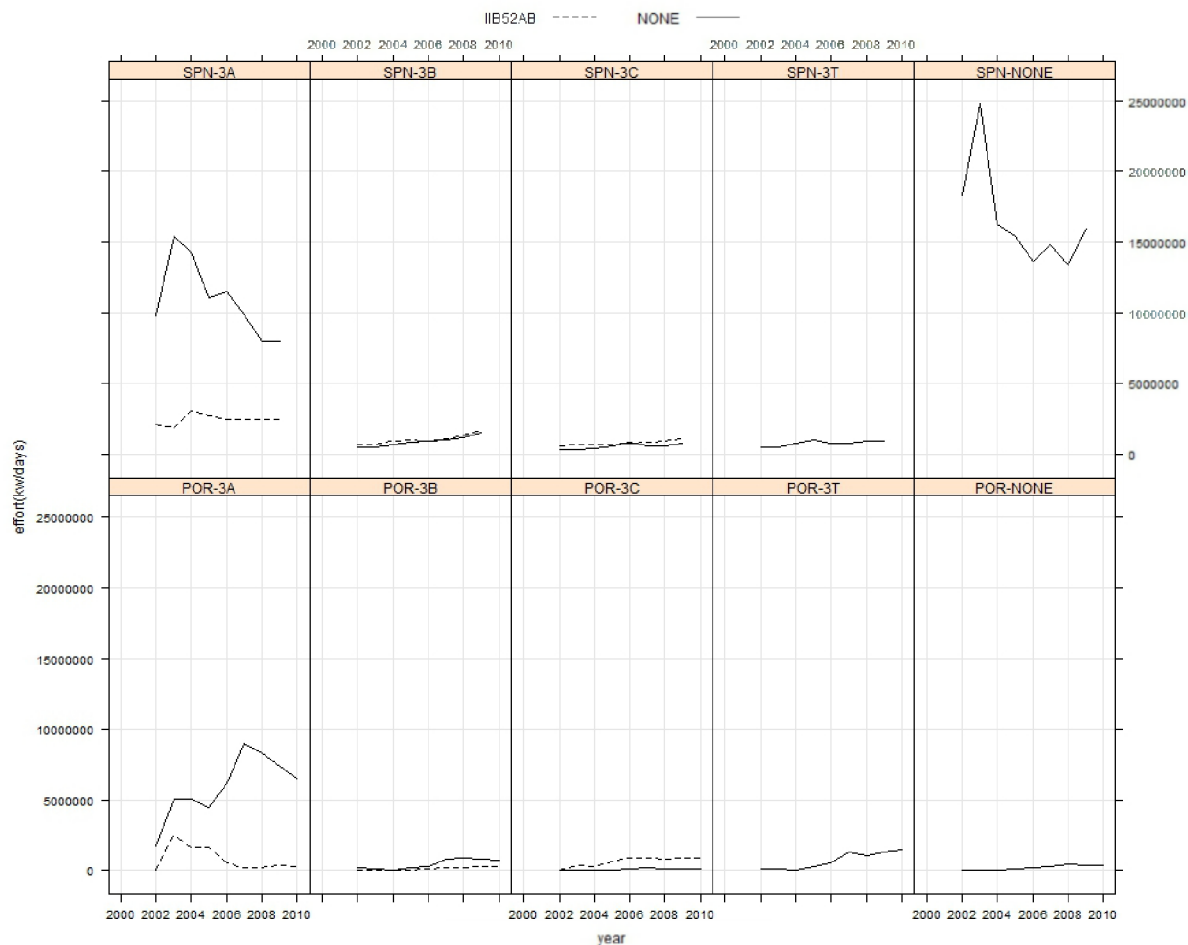 IIB52AB NONE
2000 2002 2004 2006 2008 2010 2000 2002 2004 2006 2008 2010
SPN-3A SPN-3B SPN-3C SPN-3T SPN-NONE
25000000
20000000
15000000
10000000
5000000
0
effort(kw/days)
POR-3A POR-3B POR-3C POR-3T POR-NONE
25000000
20000000
15000000
10000000
5000000
0
2000 2002 2004 2006 2008 2010 2000 2002 2004 2006 2008 2010 2000 2002 2004 2006 2008 2010
year